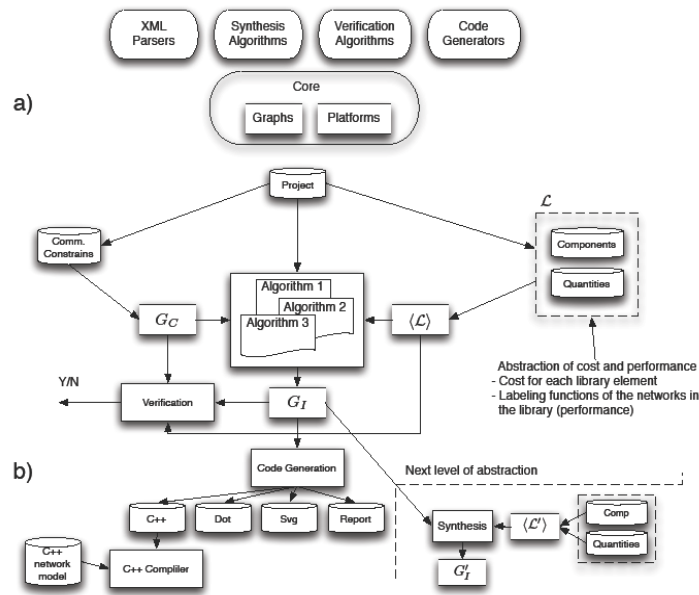 XML
Parsers
Synthesis
Algorithms
Verification
Algorithms
Code
Generators
Core
Graphs
Platforms
a)
Project
Comm.
Constrains
ℒ
Components
Quantities
Algorithm 1
Algorithm 2
Algorithm 3
G_C
⟨ℒ⟩
Abstraction of cost and performance
- Cost for each library element
- Labeling functions of the networks in
the library (performance)
Y/N
Verification
G_I
b)
Code Generation
Next level of abstraction
C++
Dot
Svg
Report
Synthesis
⟨ℒ'⟩
Comp
Quantities
C++
network
model
C++ Compliler
G'_I